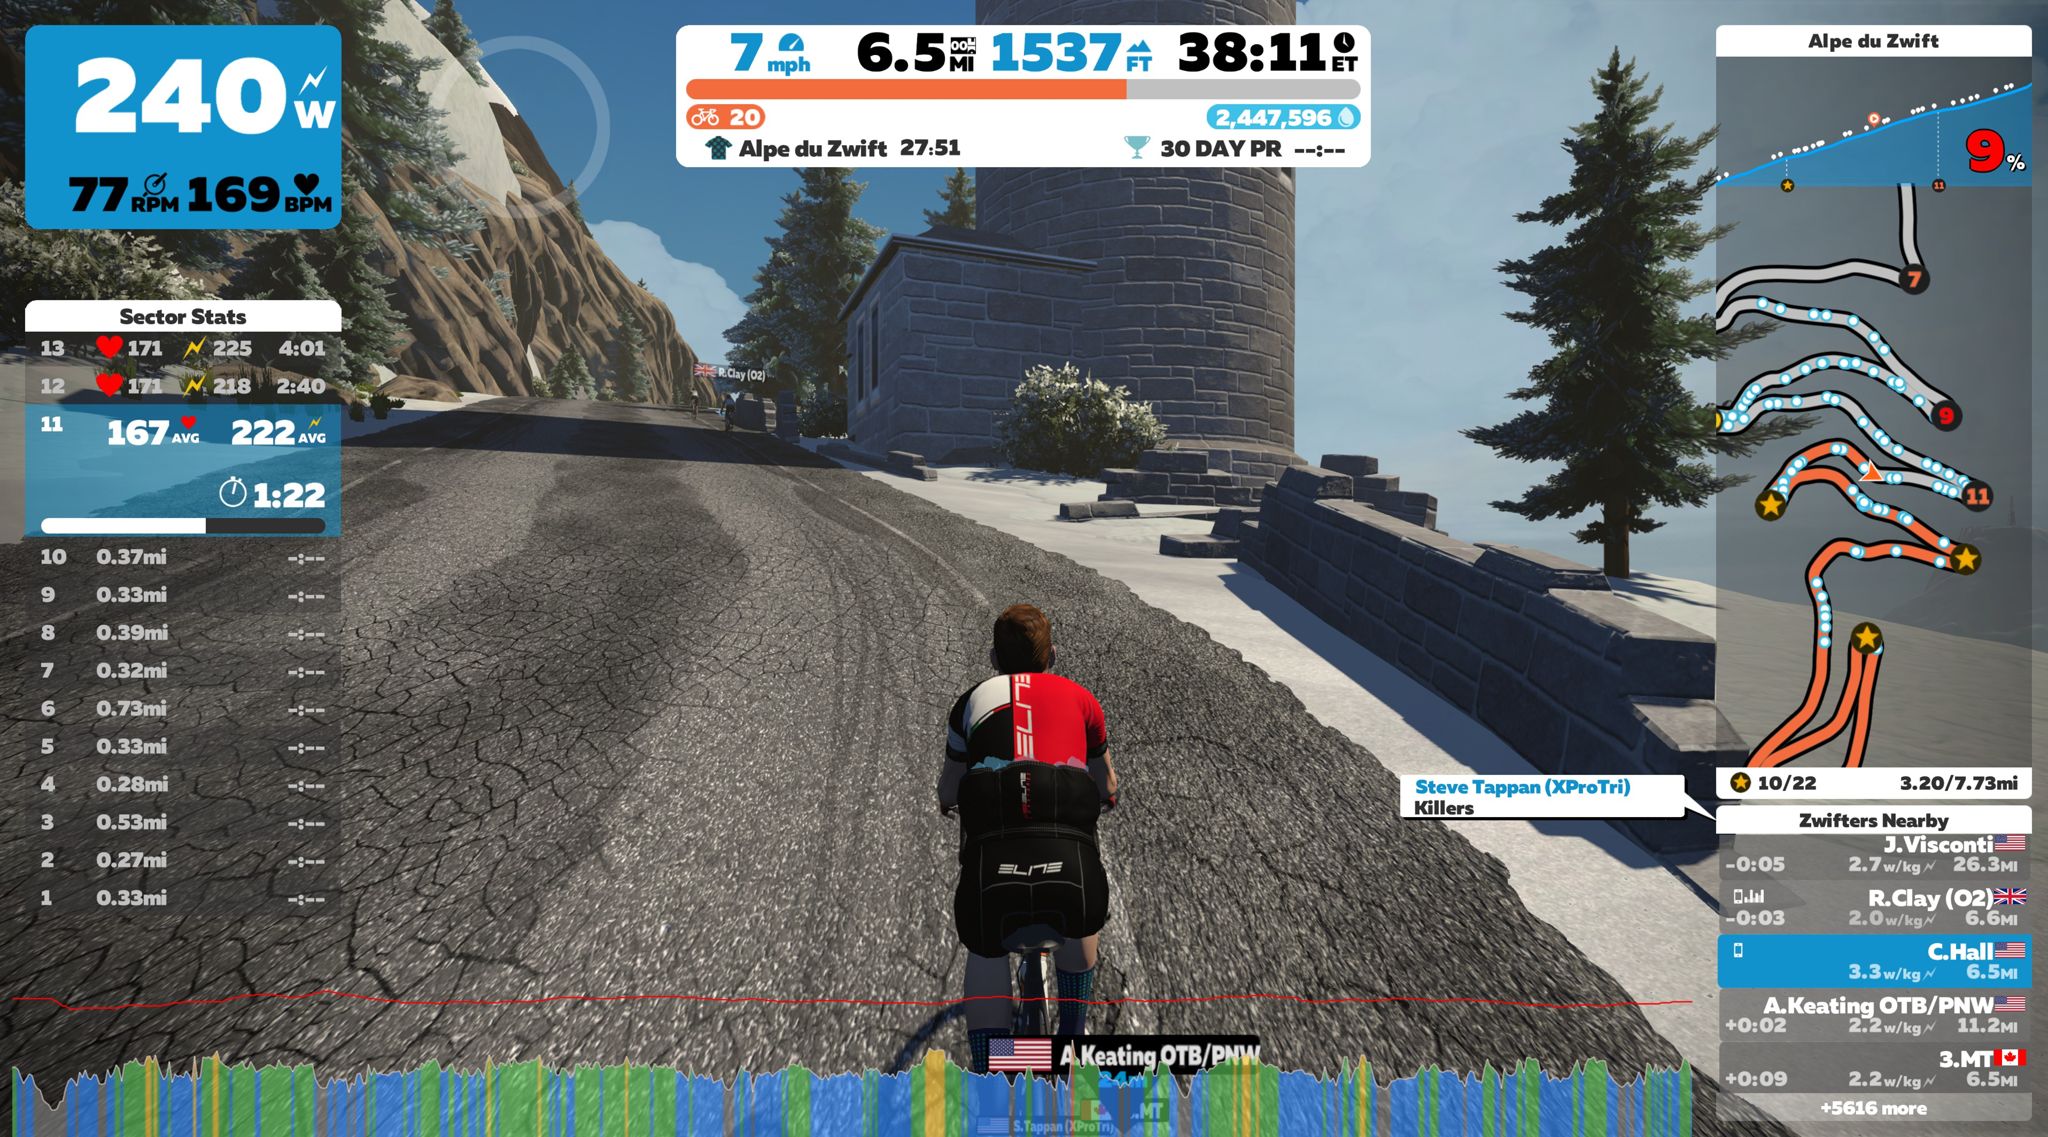 240 W
77 RPM 169 BPM
7 mph 6.5 MI 1537 FT 38:11 ET
20 2,447,596
Alpe du Zwift 27:51 30 DAY PR --:--
Alpe du Zwift
9%
11
7
9
11
10/22 3.20/7.73mi
Sector Stats
13 171 225 4:01
12 171 218 2:40
11 167 AVG 222 AVG
1:22
10 0.37mi -:--
9 0.33mi -:--
8 0.39mi -:--
7 0.32mi -:--
6 0.73mi -:--
5 0.33mi -:--
4 0.28mi -:--
3 0.53mi -:--
2 0.27mi -:--
1 0.33mi -:--
R.Clay (O2)
ELITE
ELITE
Steve Tappan (XProTri)
Killers
Zwifters Nearby
J.Visconti
-0:05 2.7 w/kg 26.3MI
R.Clay (O2)
-0:03 2.0 w/kg 6.6MI
C.Hall
3.3 w/kg 6.5MI
A.Keating OTB/PNW
+0:02 2.2 w/kg 11.2MI
3.MT
+0:09 2.2 w/kg 6.5MI
+5616 more
A.Keating OTB/PNW
.MT
S.Tappan (XProTri)